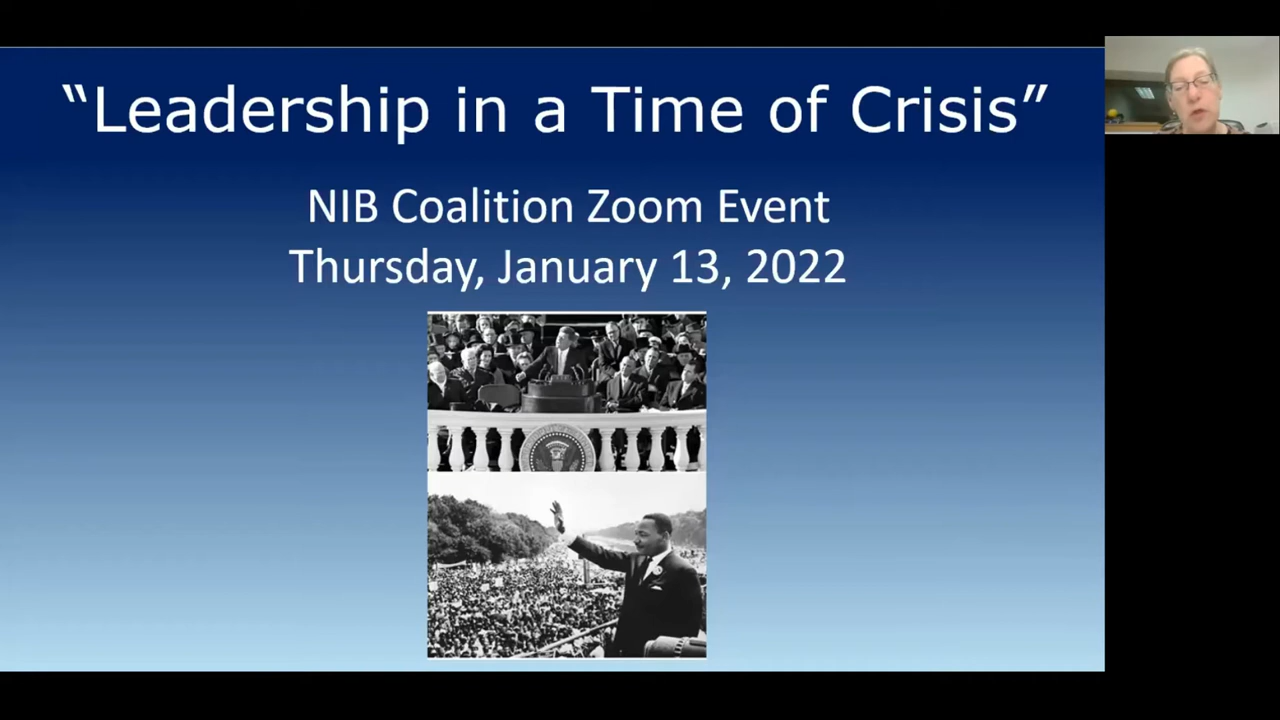 “Leadership in a Time of Crisis”
NIB Coalition Zoom Event
Thursday, January 13, 2022